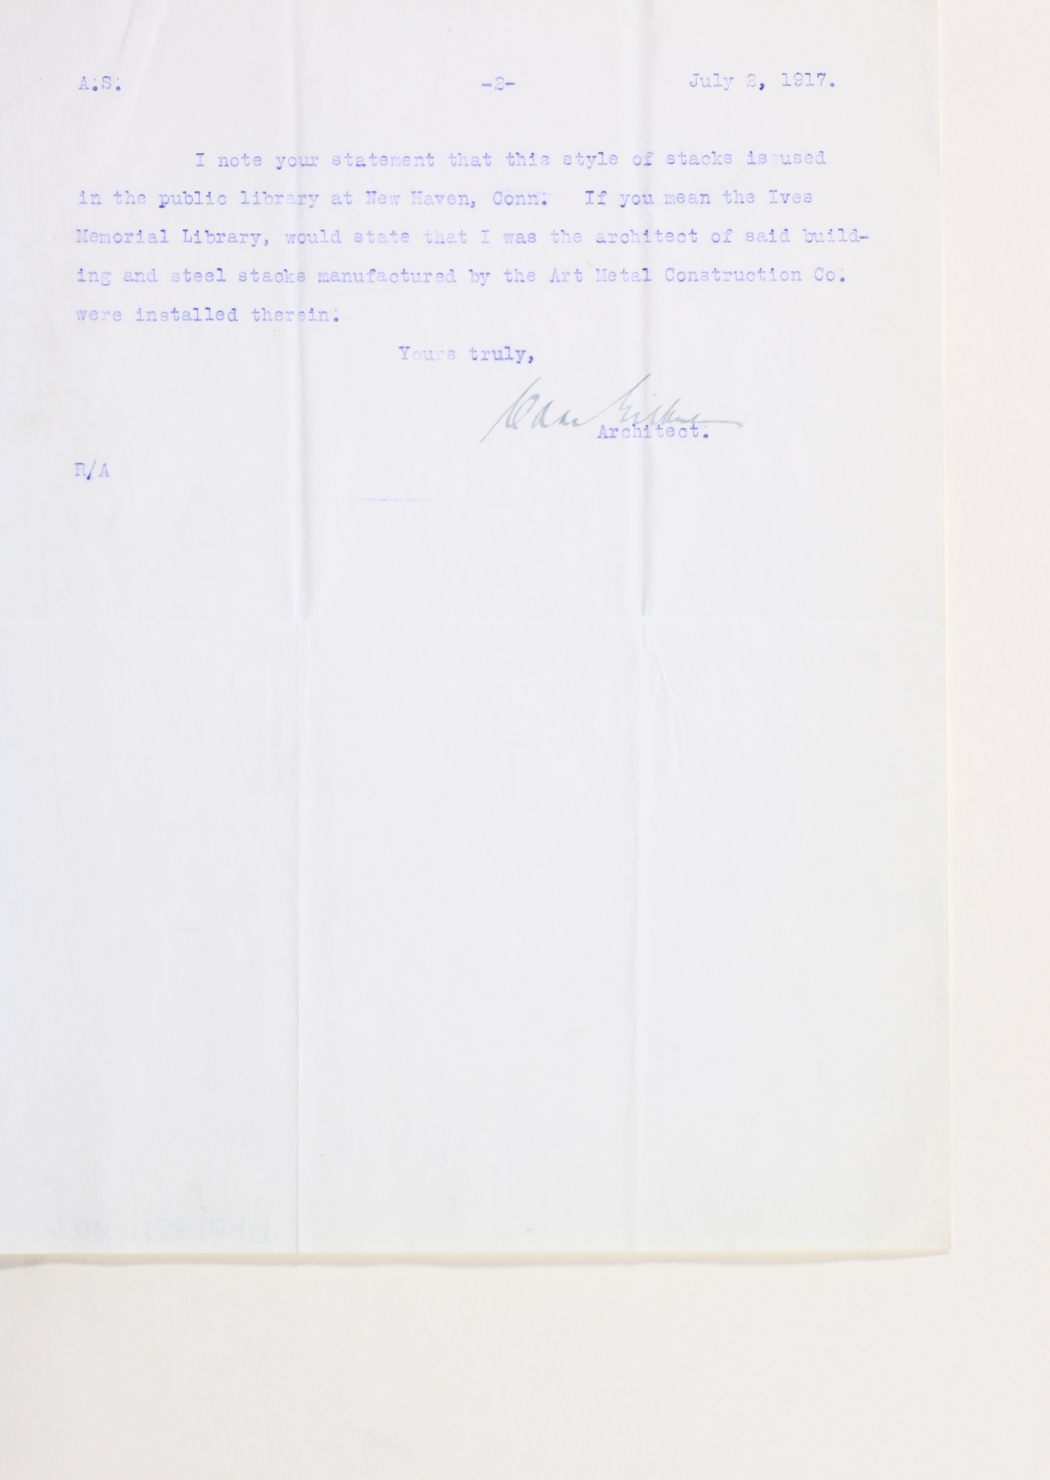 A.S. -2- July 2, 1917.
I note your statement that this style of stacks is used
in the public library at New Haven, Conn. If you mean the Ives
Memorial Library, would state that I was the architect of said build-
ing and steel stacks manufactured by the Art Metal Construction Co.
were installed therein.
Yours truly,
Cass Gilbert
Architect.
R/A